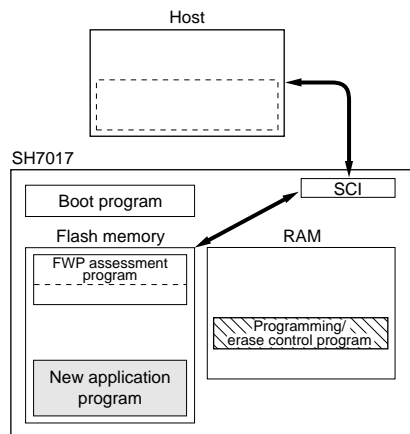 Host
SH7017
SCI
Boot program
Flash memory
RAM
FWP assessment
program
Programming/
erase control program
New application
program